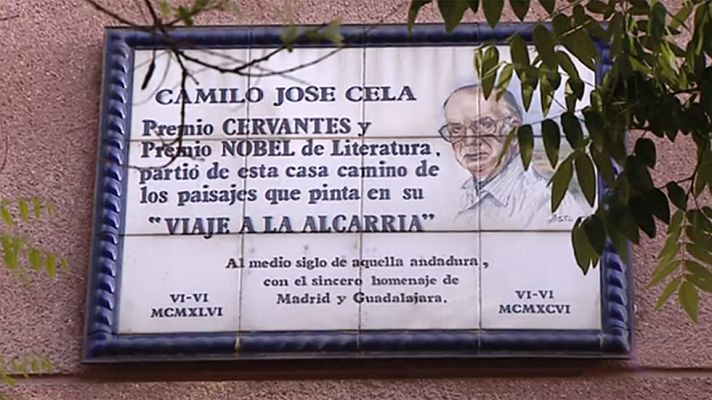 CAMILO JOSE CELA
Premio CERVANTES y
Premio NOBEL de Literatura,
partio de esta casa camino de
los paisajes que pinta en su
"VIAJE A LA ALCARRIA"
Al medio siglo de aquella andadura,
con el sincero homenaje de
Madrid y Guadalajara.
VI-VI
MCMXLVI
VI-VI
MCMXCVI